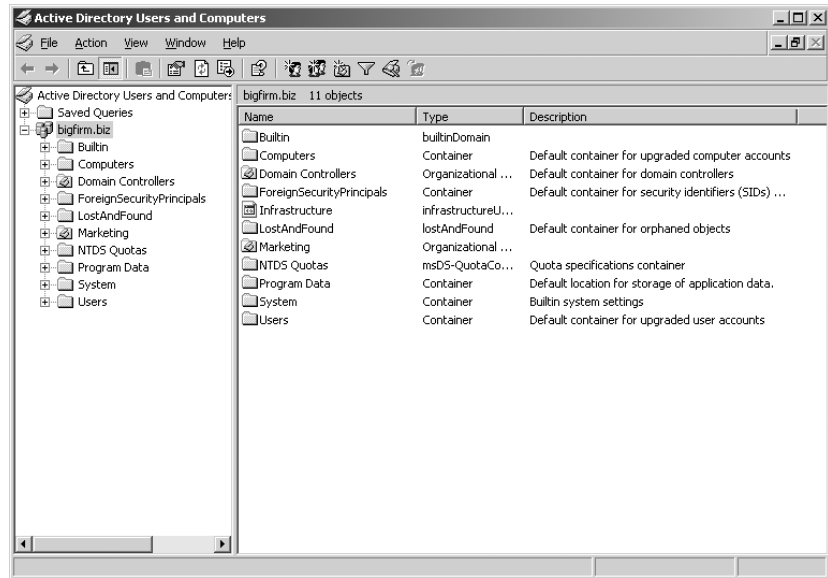 Active Directory Users and Computers
File Action View Window Help
Active Directory Users and Computers
Saved Queries
bigfirm.biz
Builtin
Computers
Domain Controllers
ForeignSecurityPrincipals
LostAndFound
Marketing
NTDS Quotas
Program Data
System
Users
bigfirm.biz 11 objects
Name Type Description
Builtin builtinDomain
Computers Container Default container for upgraded computer accounts
Domain Controllers Organizational ... Default container for domain controllers
ForeignSecurityPrincipals Container Default container for security identifiers (SIDs) ...
Infrastructure infrastructureU...
LostAndFound lostAndFound Default container for orphaned objects
Marketing Organizational ...
NTDS Quotas msDS-QuotaCo... Quota specifications container
Program Data Container Default location for storage of application data.
System Container Builtin system settings
Users Container Default container for upgraded user accounts